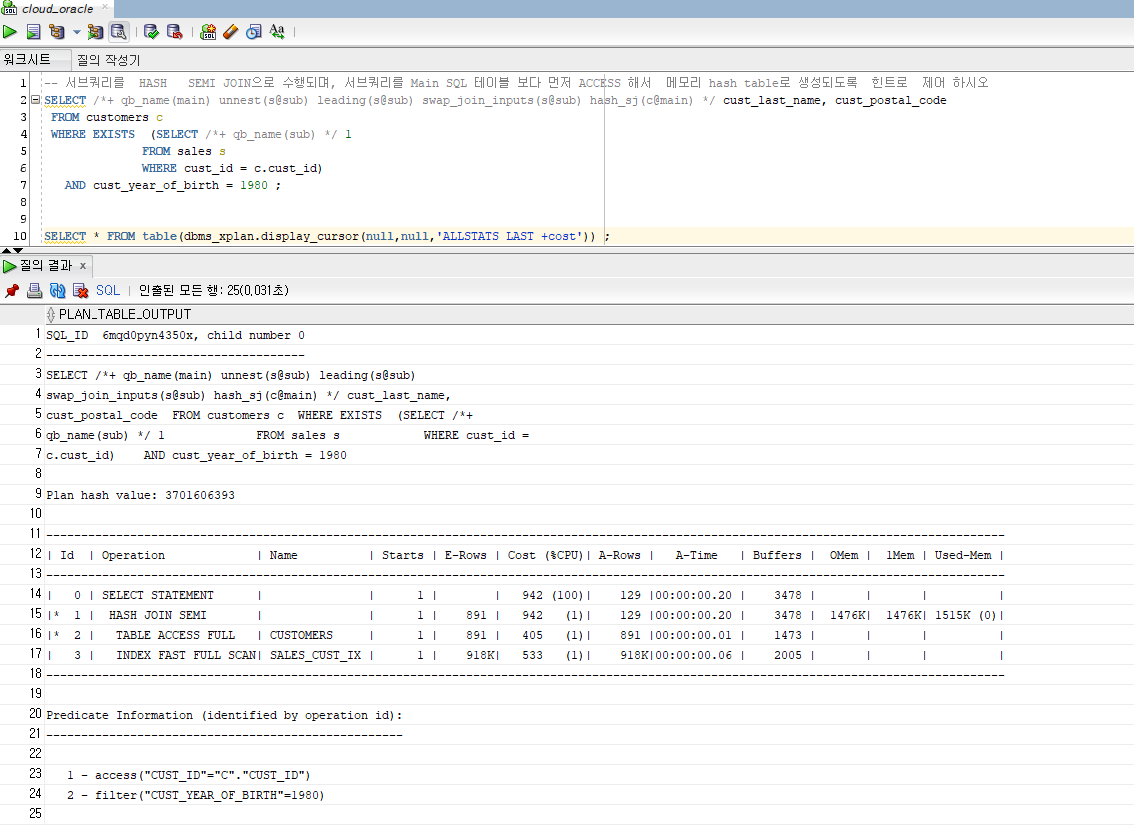 cloud_oracle
워크시트 질의 작성기
1 -- 서브쿼리를 HASH SEMI JOIN으로 수행되며, 서브쿼리를 Main SQL 테이블 보다 먼저 ACCESS 해서 메모리 hash table로 생성되도록 힌트로 제어 하시오
2 SELECT /*+ qb_name(main) unnest(s@sub) leading(s@sub) swap_join_inputs(s@sub) hash_sj(c@main) */ cust_last_name, cust_postal_code
3 FROM customers c
4 WHERE EXISTS (SELECT /*+ qb_name(sub) */ 1
5 FROM sales s
6 WHERE cust_id = c.cust_id)
7 AND cust_year_of_birth = 1980 ;
8
9
10 SELECT * FROM table(dbms_xplan.display_cursor(null,null,'ALLSTATS LAST +cost')) ;
질의 결과 x
SQL | 인출된 모든 행: 25(0,031초)
PLAN_TABLE_OUTPUT
1 SQL_ID 6mqd0pyn4350x, child number 0
2 -------------------------------------
3 SELECT /*+ qb_name(main) unnest(s@sub) leading(s@sub)
4 swap_join_inputs(s@sub) hash_sj(c@main) */ cust_last_name,
5 cust_postal_code FROM customers c WHERE EXISTS (SELECT /*+
6 qb_name(sub) */ 1 FROM sales s WHERE cust_id =
7 c.cust_id) AND cust_year_of_birth = 1980
8
9 Plan hash value: 3701606393
10
11 ----------------------------------------------------------------------------------------------------------------------------------------
12 | Id | Operation | Name | Starts | E-Rows | Cost (%CPU)| A-Rows | A-Time | Buffers | OMem | 1Mem | Used-Mem |
13 ----------------------------------------------------------------------------------------------------------------------------------------
14 | 0 | SELECT STATEMENT | | 1 | | 942 (100)| 129 |00:00:00.20 | 3478 | | | |
15 |* 1 | HASH JOIN SEMI | | 1 | 891 | 942 (1)| 129 |00:00:00.20 | 3478 | 1476K| 1476K| 1515K (0)|
16 |* 2 | TABLE ACCESS FULL | CUSTOMERS | 1 | 891 | 405 (1)| 891 |00:00:00.01 | 1473 | | | |
17 | 3 | INDEX FAST FULL SCAN| SALES_CUST_IX | 1 | 918K| 533 (1)| 918K|00:00:00.06 | 2005 | | | |
18 ----------------------------------------------------------------------------------------------------------------------------------------
19
20 Predicate Information (identified by operation id):
21 ---------------------------------------------------
22
23 1 - access("CUST_ID"="C"."CUST_ID")
24 2 - filter("CUST_YEAR_OF_BIRTH"=1980)
25